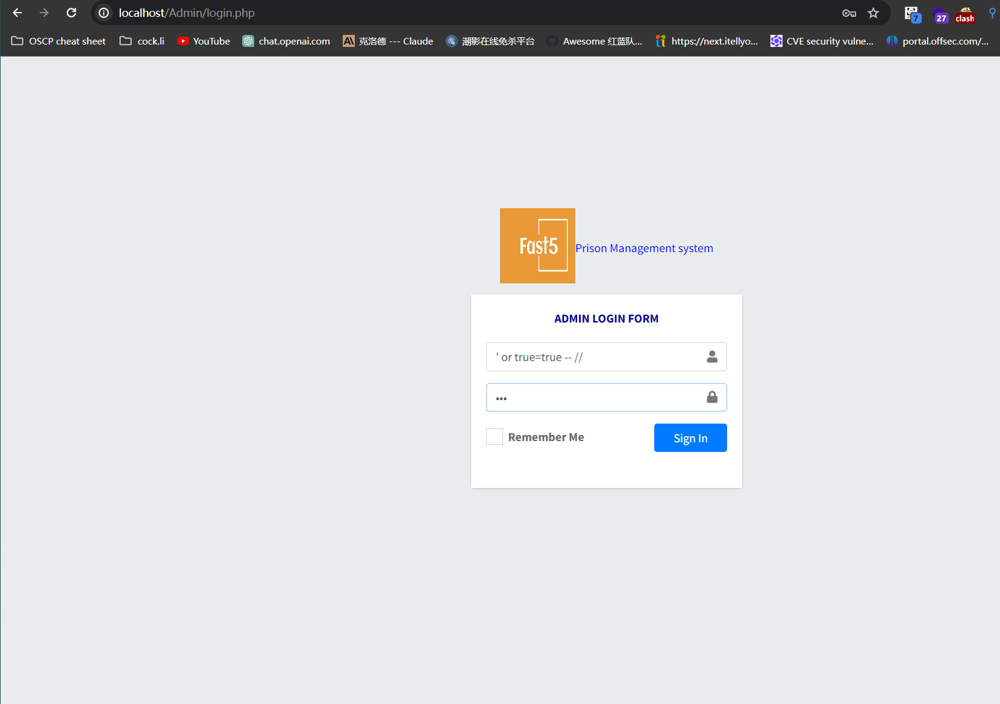 localhost/Admin/login.php
7 27 clash
OSCP cheat sheet cock.li YouTube chat.openai.com 克洛德 --- Claude 潮影在线免杀平台 Awesome 红蓝队... https://next.itellyo... CVE security vulne... portal.offsec.com/...
Fast5
Prison Management system
ADMIN LOGIN FORM
' or true=true -- //
•••
Remember Me
Sign In